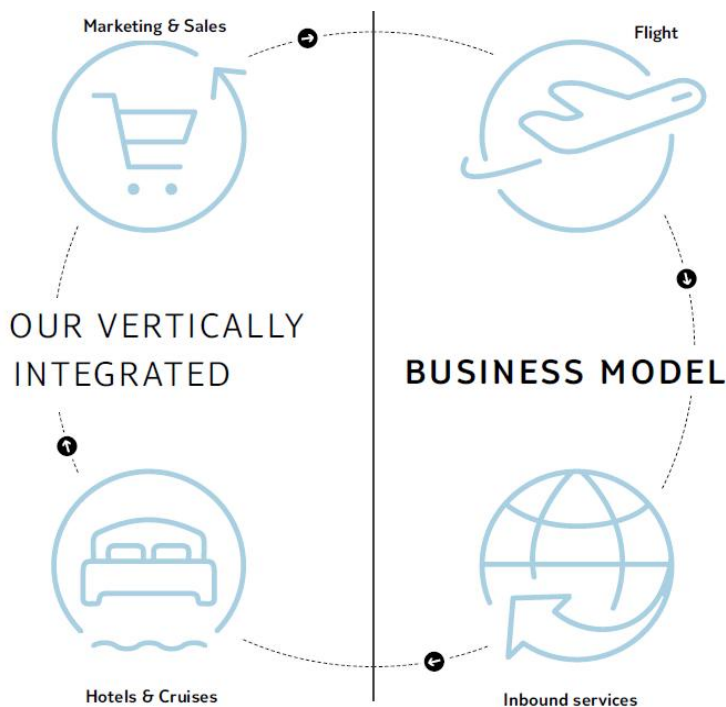 Marketing & Sales
Flight
OUR VERTICALLY
INTEGRATED
BUSINESS MODEL
Hotels & Cruises
Inbound services